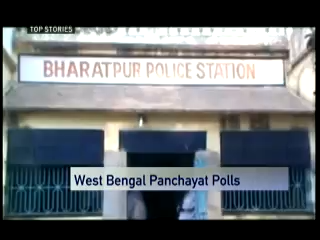 TOP STORIES
BHARATPUR POLICE STATION
West Bengal Panchayat Polls